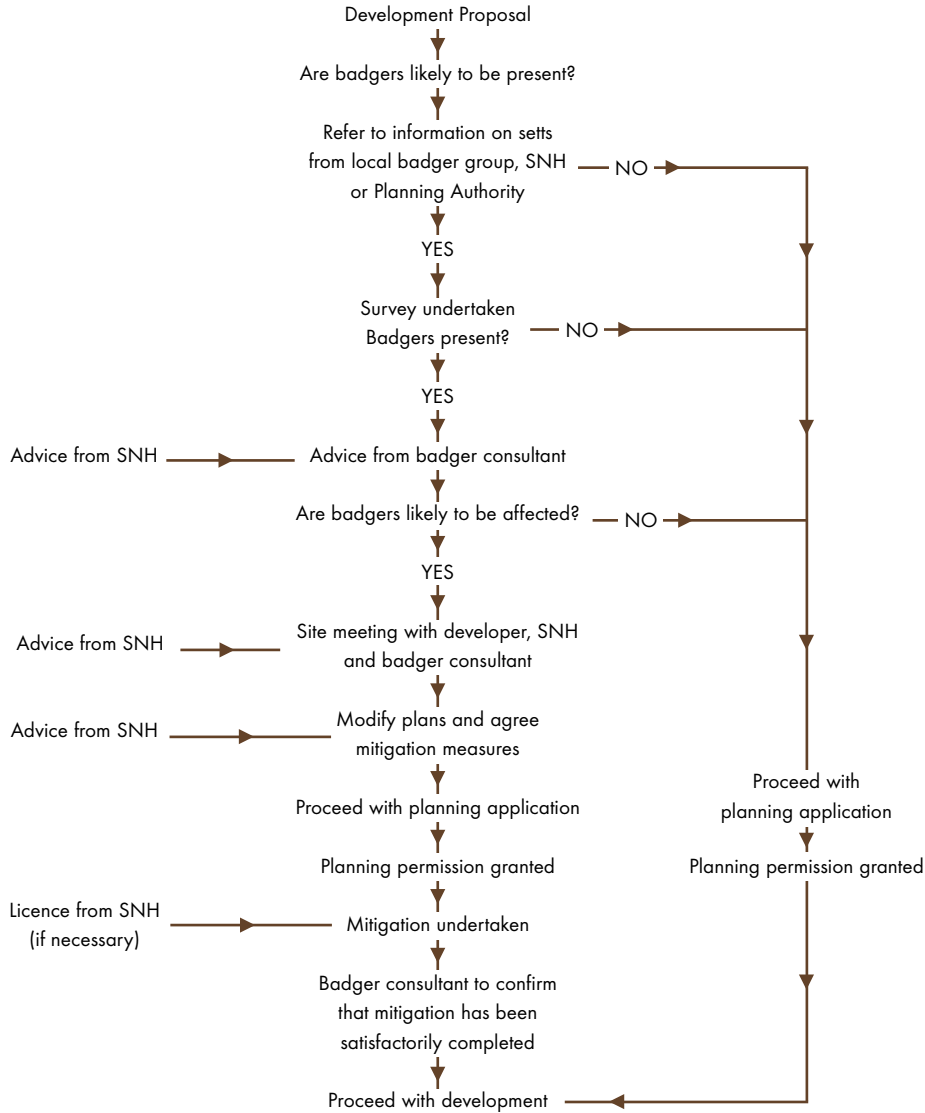 Development Proposal
Are badgers likely to be present?
Refer to information on setts
from local badger group, SNH
or Planning Authority
NO
YES
Survey undertaken
Badgers present?
NO
YES
Advice from SNH
Advice from badger consultant
Are badgers likely to be affected?
NO
YES
Advice from SNH
Site meeting with developer, SNH
and badger consultant
Advice from SNH
Modify plans and agree
mitigation measures
Proceed with planning application
Planning permission granted
Licence from SNH
(if necessary)
Mitigation undertaken
Badger consultant to confirm
that mitigation has been
satisfactorily completed
Proceed with
planning application
Planning permission granted
Proceed with development